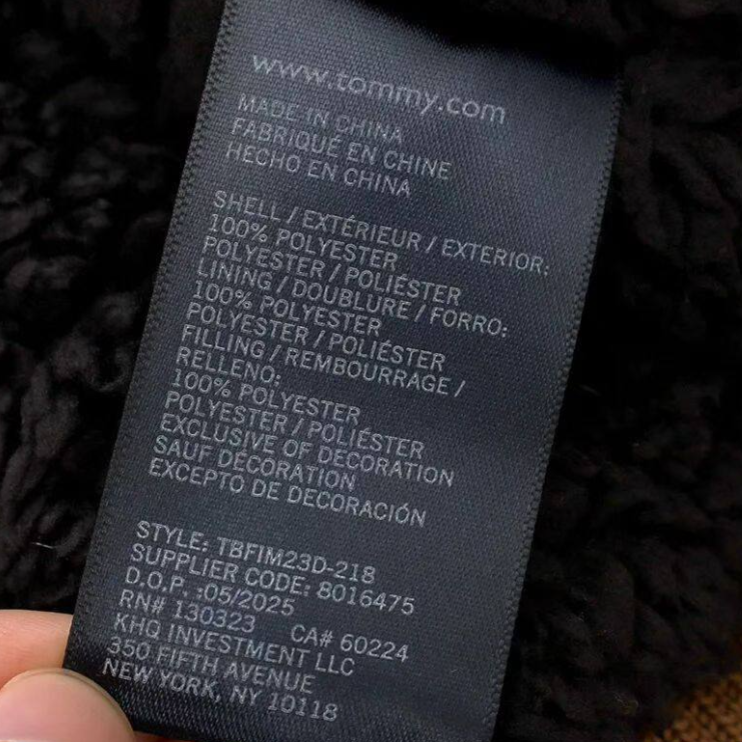 www.tommy.com
MADE IN CHINA
FABRIQUÉ EN CHINE
HECHO EN CHINA
SHELL / EXTÉRIEUR / EXTERIOR:
100% POLYESTER
POLYESTER / POLIÉSTER
LINING / DOUBLURE / FORRO:
100% POLYESTER
POLYESTER / POLIÉSTER
FILLING / REMBOURRAGE /
RELLENO:
100% POLYESTER
POLYESTER / POLIÉSTER
EXCLUSIVE OF DECORATION
SAUF DÉCORATION
EXCEPTO DE DECORACIÓN
STYLE: TBFIM23D-218
SUPPLIER CODE: 8016475
D.O.P. :05/2025
RN# 130323 CA# 60224
KHQ INVESTMENT LLC
350 FIFTH AVENUE
NEW YORK, NY 10118